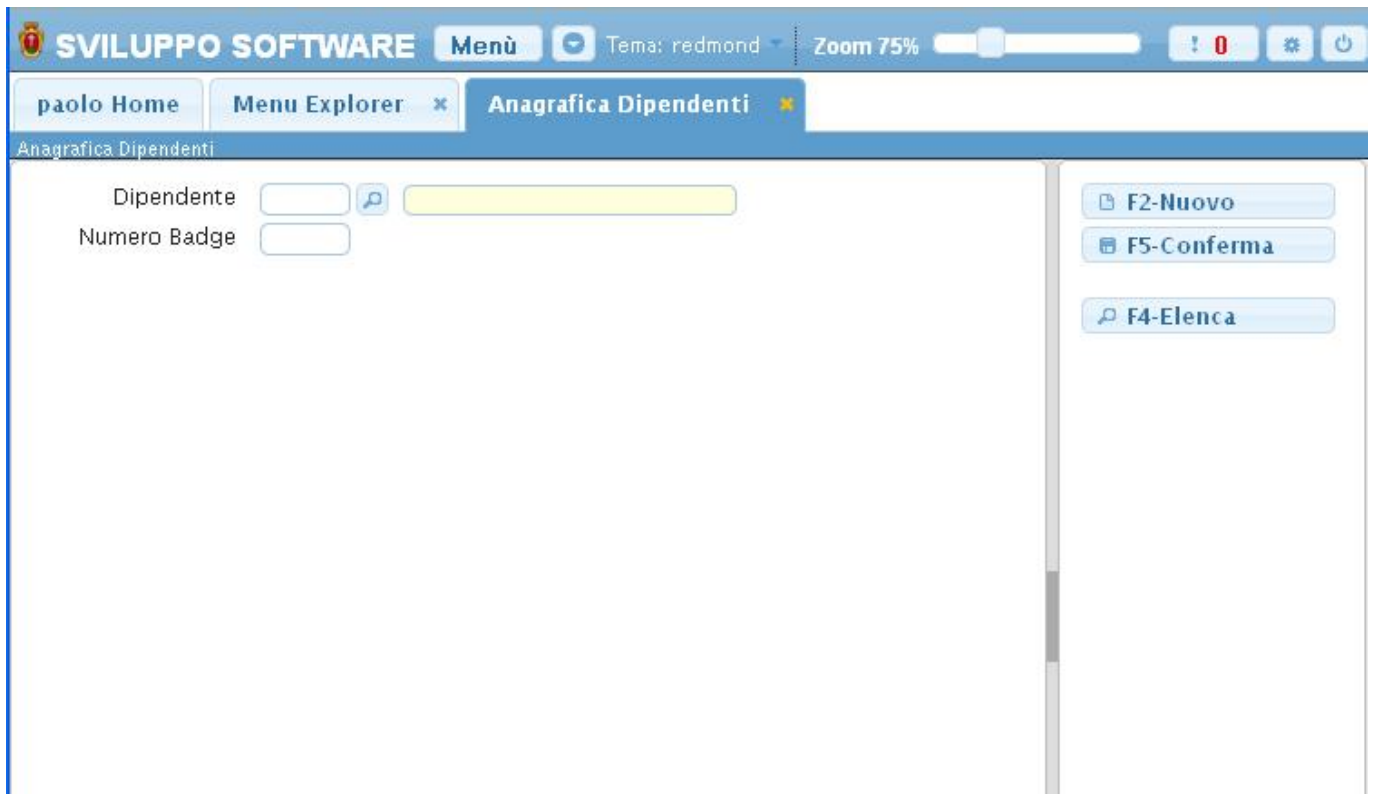 SVILUPPO SOFTWARE Menù Tema: redmond Zoom 75% ! 0
paolo Home Menu Explorer Anagrafica Dipendenti
Anagrafica Dipendenti
Dipendente
Numero Badge
F2-Nuovo
F5-Conferma
F4-Elenca